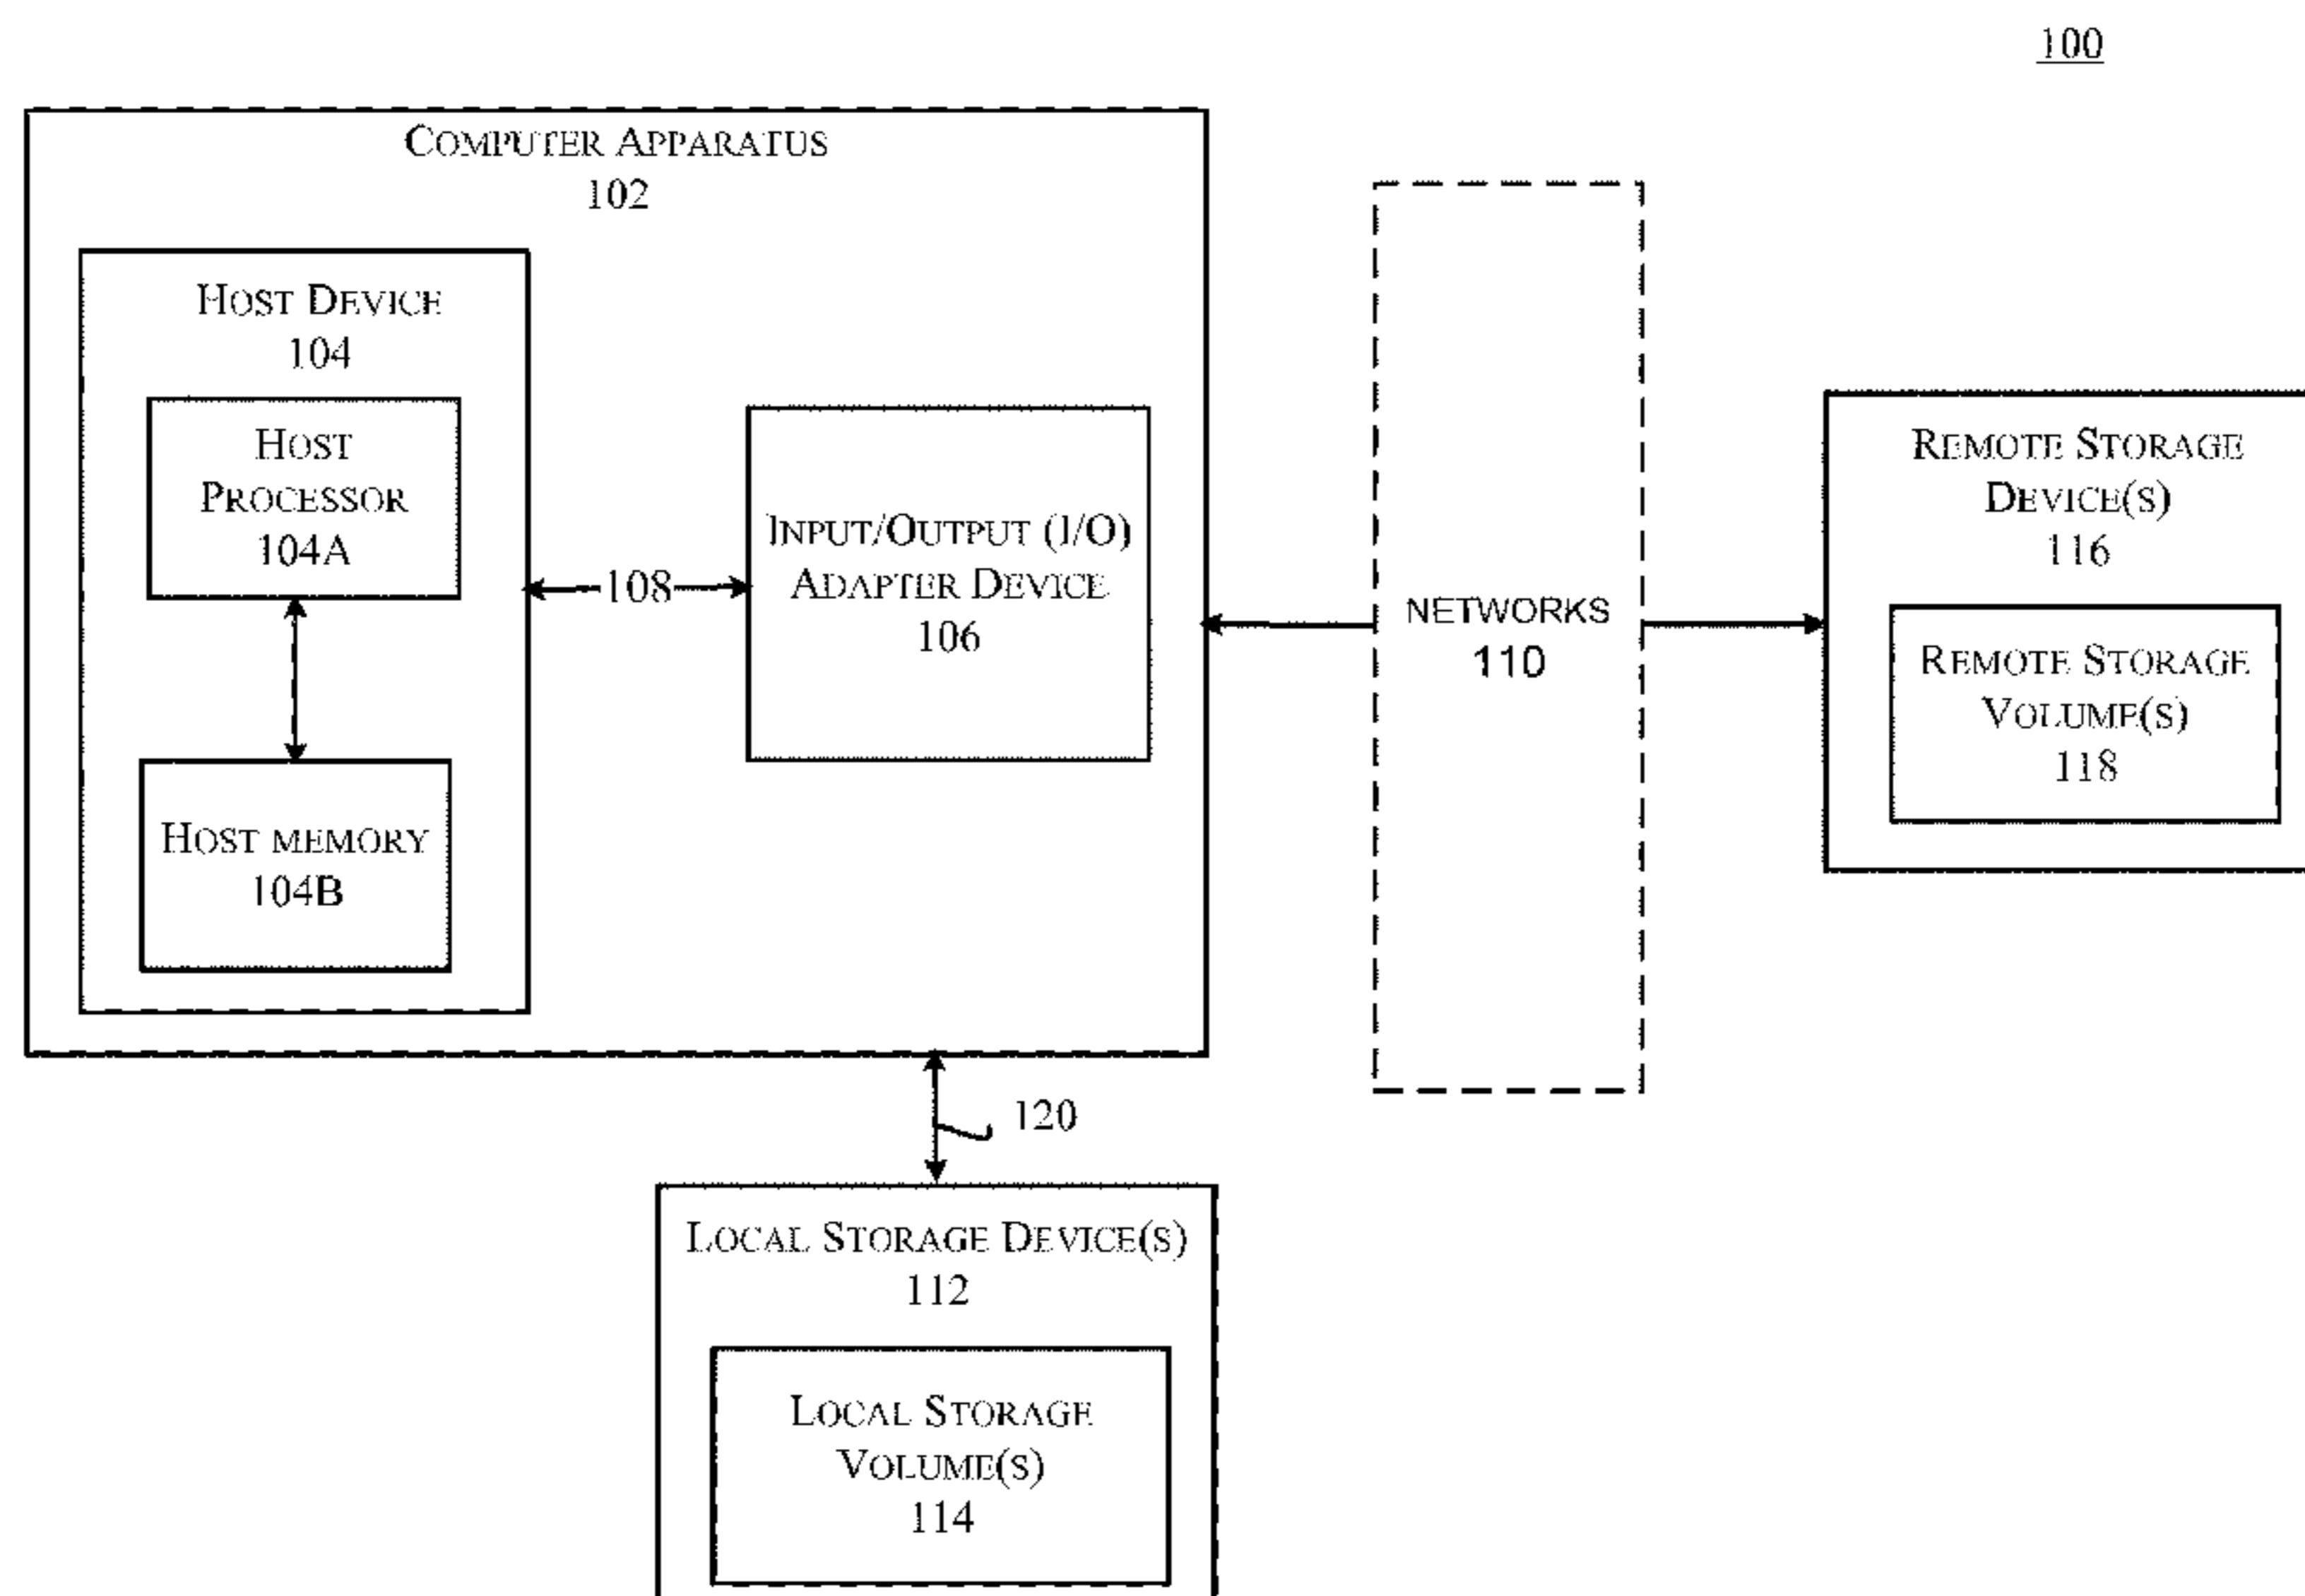 100
COMPUTER APPARATUS
102
HOST DEVICE
104
HOST
PROCESSOR
104A
HOST MEMORY
104B
108
INPUT/OUTPUT (I/O)
ADAPTER DEVICE
106
NETWORKS
110
REMOTE STORAGE
DEVICE(S)
116
REMOTE STORAGE
VOLUME(S)
118
120
LOCAL STORAGE DEVICE(S)
112
LOCAL STORAGE
VOLUME(S)
114